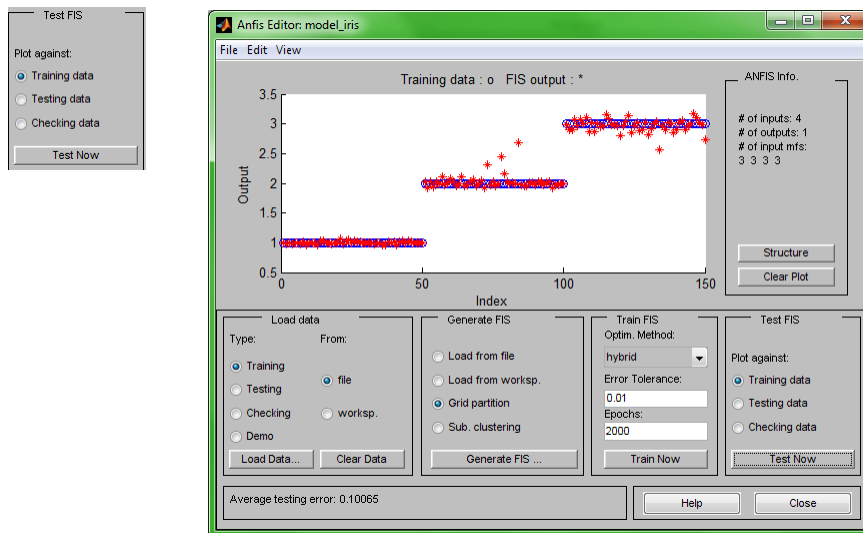 Test FIS
Plot against:
Training data
Testing data
Checking data
Test Now
Anfis Editor: model_iris
File Edit View
Training data : o FIS output : *
3.5
3
2.5
2
1.5
1
0.5
0 50 100 150
Output
Index
ANFIS Info.
# of inputs: 4
# of outputs: 1
# of input mfs:
3 3 3 3
Structure
Clear Plot
Load data
Type: From:
Training
Testing
Checking
Demo
file
worksp.
Load Data... Clear Data
Generate FIS
Load from file
Load from worksp.
Grid partition
Sub. clustering
Generate FIS ...
Train FIS
Optim. Method:
hybrid
Error Tolerance:
0.01
Epochs:
2000
Train Now
Test FIS
Plot against:
Training data
Testing data
Checking data
Test Now
Average testing error: 0.10065
Help Close